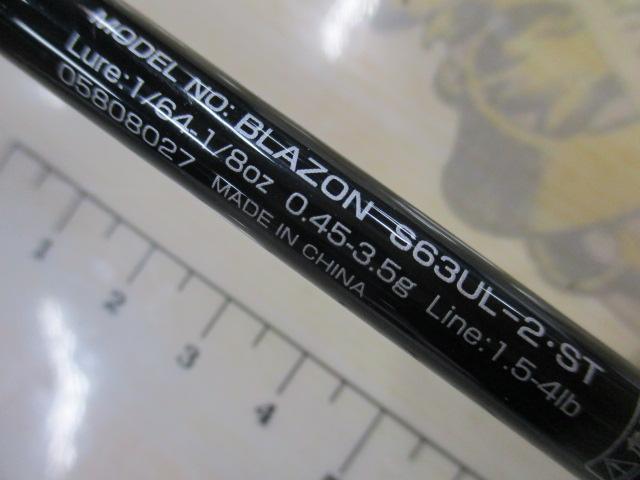 MODEL NO: BLAZON S63UL-2·ST
Lure:1/64-1/8oz 0.45-3.5g Line:1.5-4lb
05808027 MADE IN CHINA
1 2 3 4